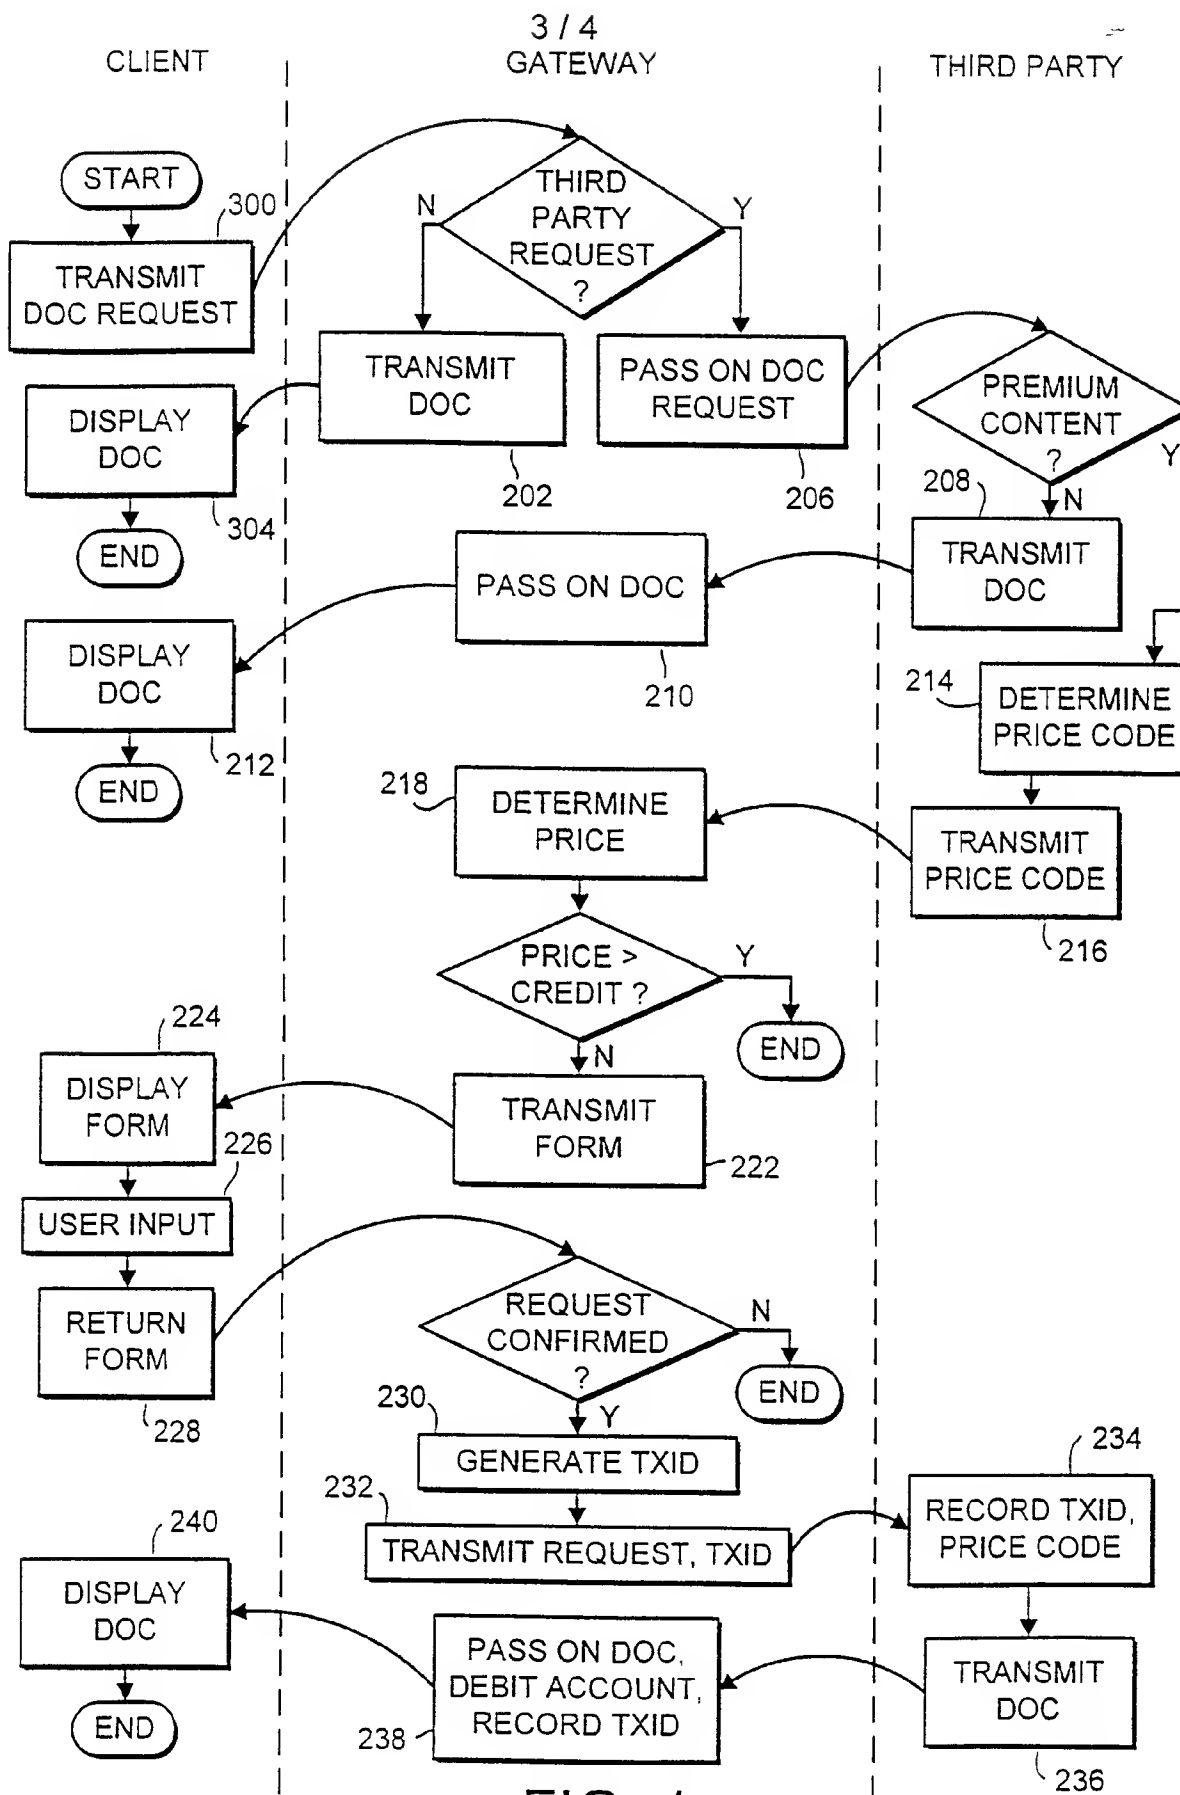 3 / 4
CLIENT
GATEWAY
THIRD PARTY
START
300
TRANSMIT
DOC REQUEST
THIRD
PARTY
REQUEST
?
N
Y
TRANSMIT
DOC
202
PASS ON DOC
REQUEST
206
PREMIUM
CONTENT
?
Y
N
DISPLAY
DOC
304
END
208
TRANSMIT
DOC
PASS ON DOC
210
DISPLAY
DOC
212
END
214
DETERMINE
PRICE CODE
218
DETERMINE
PRICE
TRANSMIT
PRICE CODE
216
PRICE >
CREDIT ?
Y
END
N
224
DISPLAY
FORM
TRANSMIT
FORM
222
226
USER INPUT
RETURN
FORM
228
REQUEST
CONFIRMED
?
N
END
Y
230
GENERATE TXID
232
TRANSMIT REQUEST, TXID
234
RECORD TXID,
PRICE CODE
240
DISPLAY
DOC
END
PASS ON DOC,
DEBIT ACCOUNT,
RECORD TXID
238
TRANSMIT
DOC
236